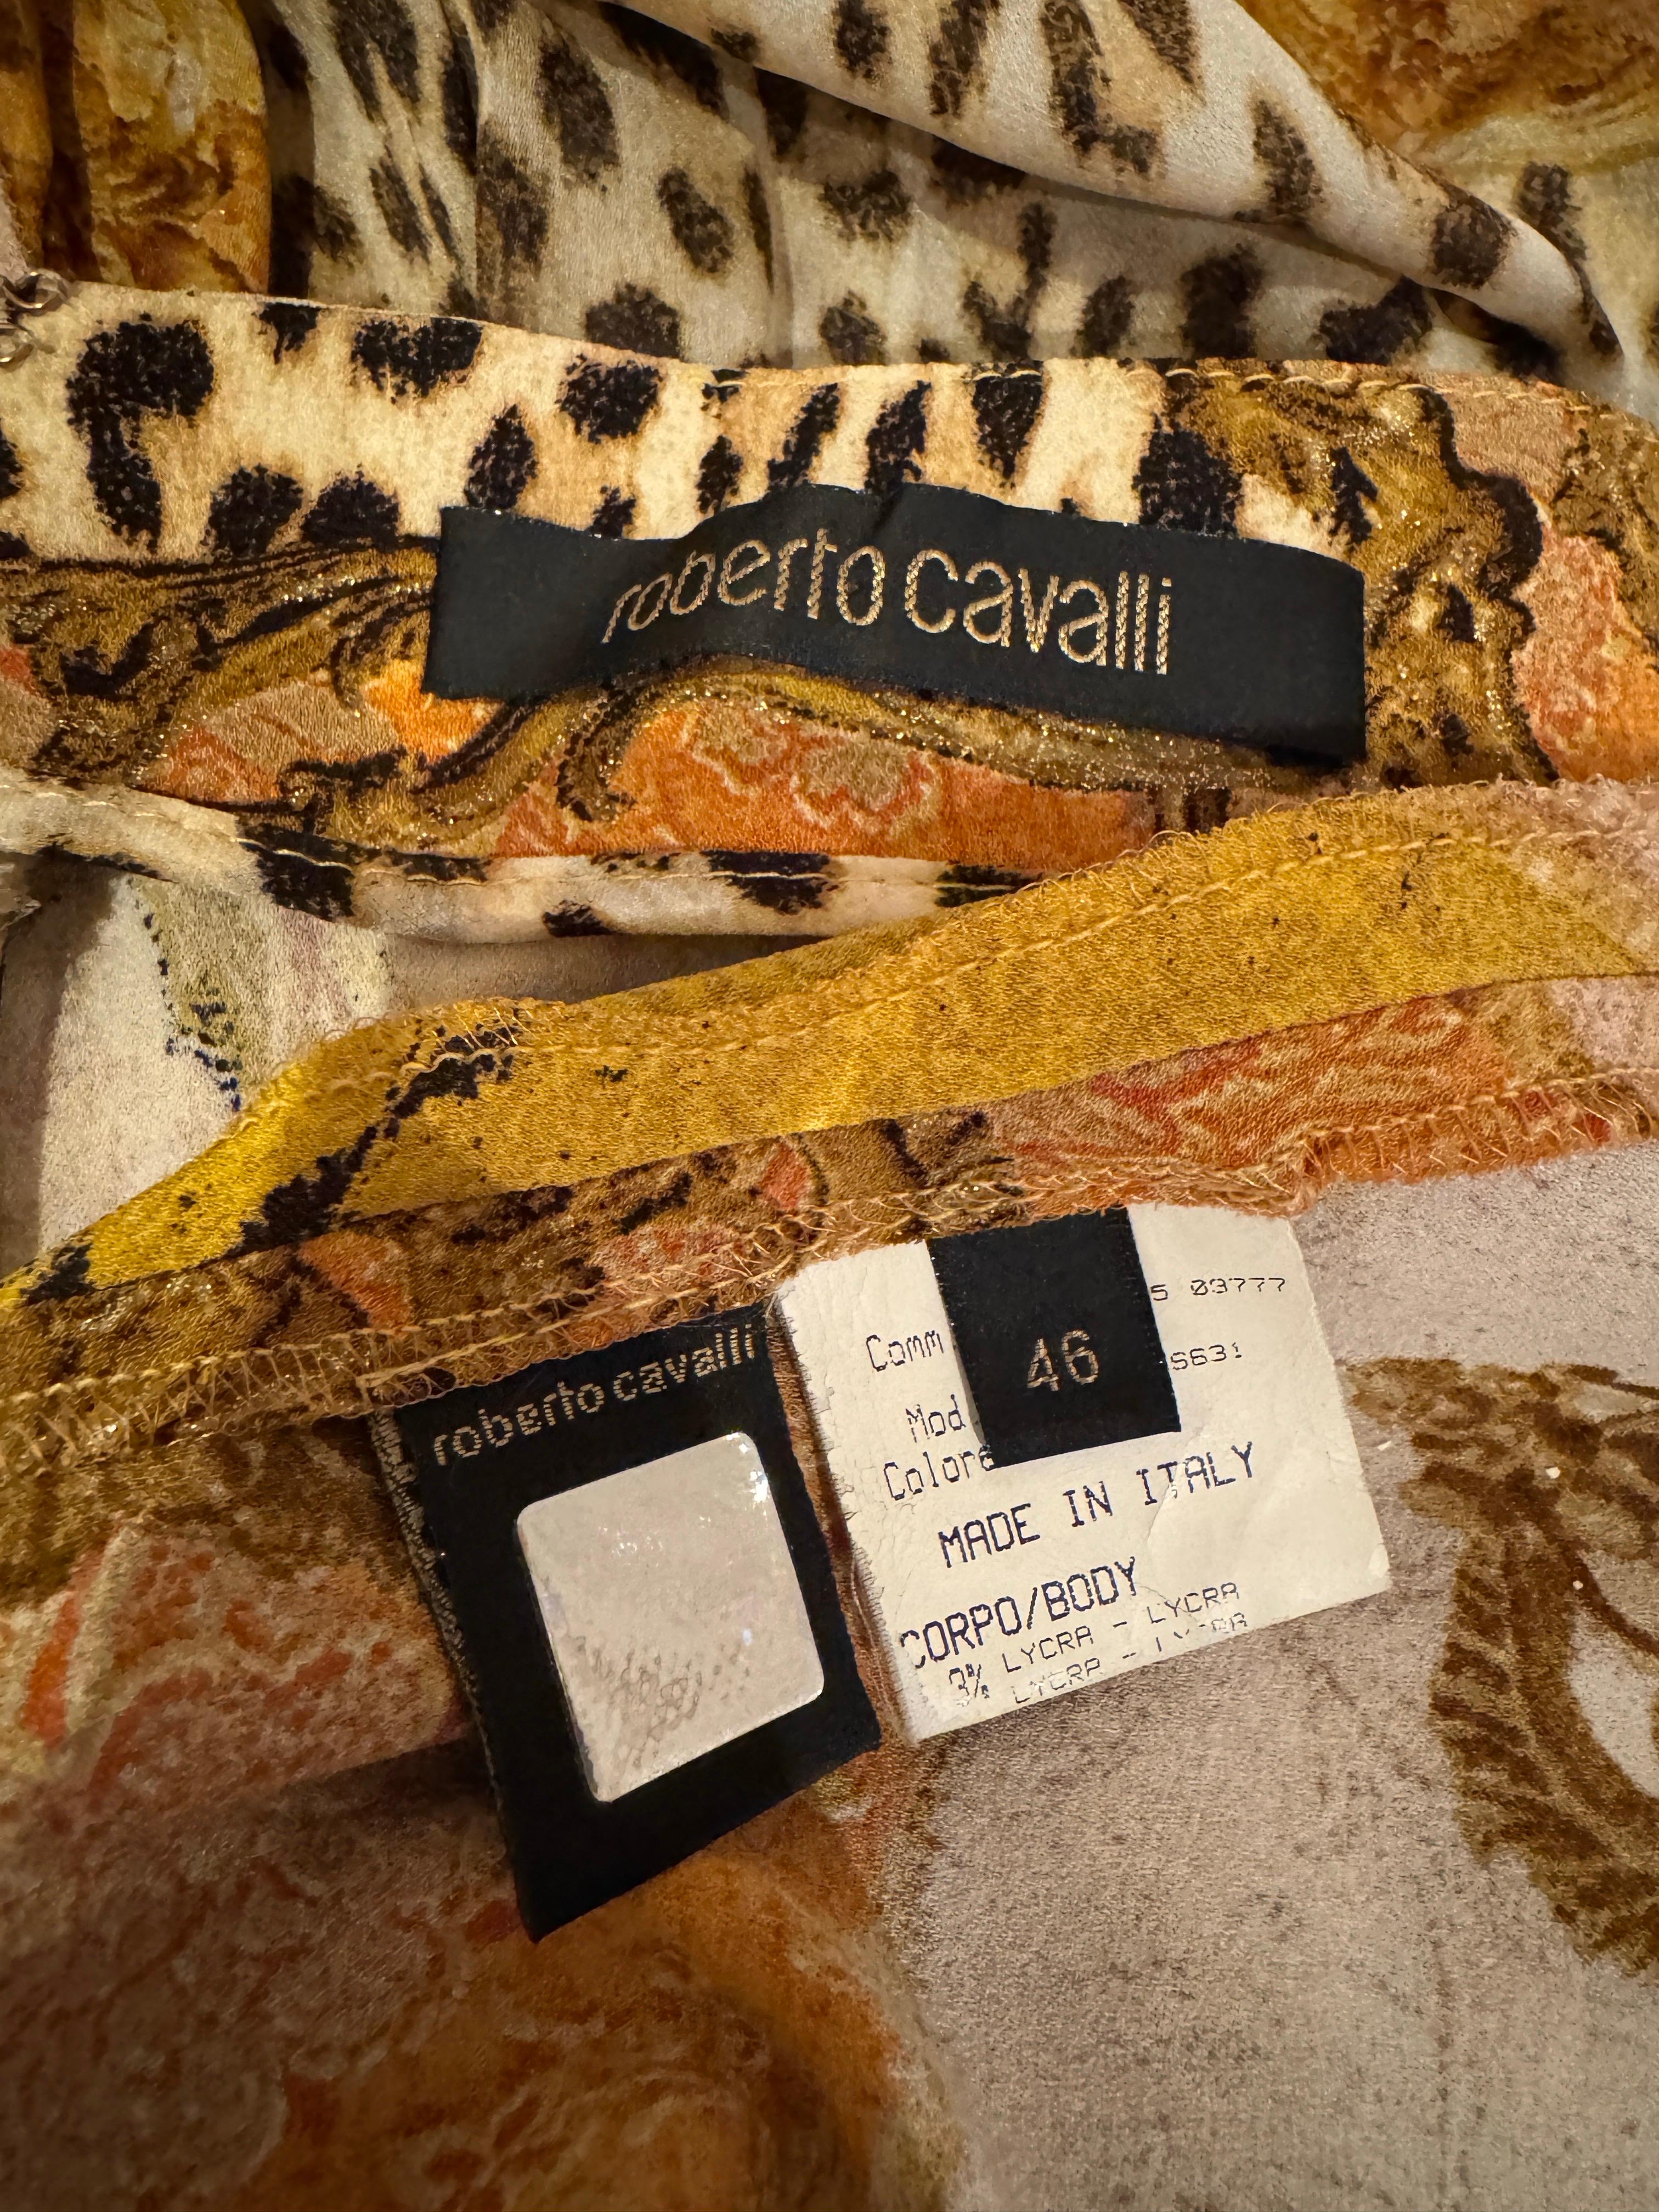 roberto cavalli
roberto cavalli
46
5 03777
Comm
S631
Mod
Colore
MADE IN ITALY
CORPO/BODY
3% LYCRA - LYCRA